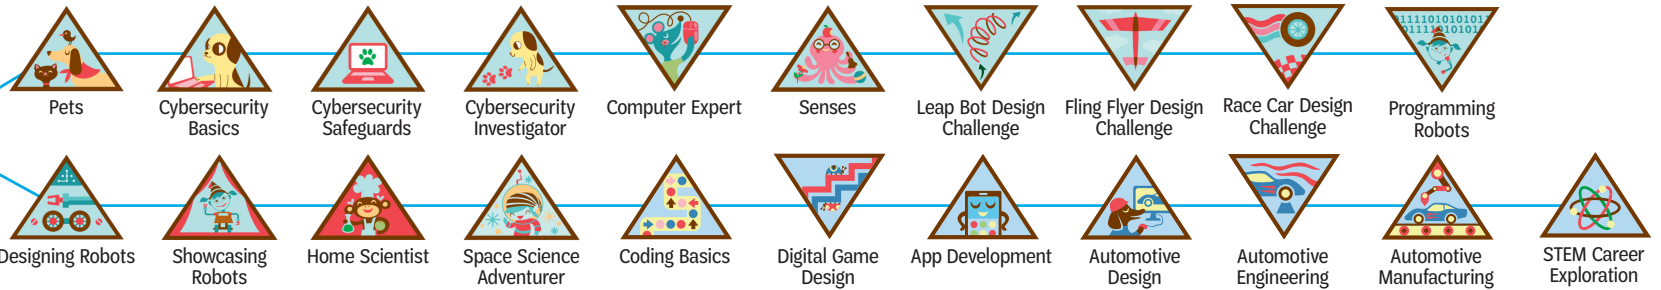 Pets
Cybersecurity
Basics
Cybersecurity
Safeguards
Cybersecurity
Investigator
Computer Expert
Senses
Leap Bot Design
Challenge
Fling Flyer Design
Challenge
Race Car Design
Challenge
011110101010111
Programming
Robots
Designing Robots
Showcasing
Robots
Home Scientist
Space Science
Adventurer
Coding Basics
Digital Game
Design
App Development
Automotive
Design
Automotive
Engineering
Automotive
Manufacturing
STEM Career
Exploration